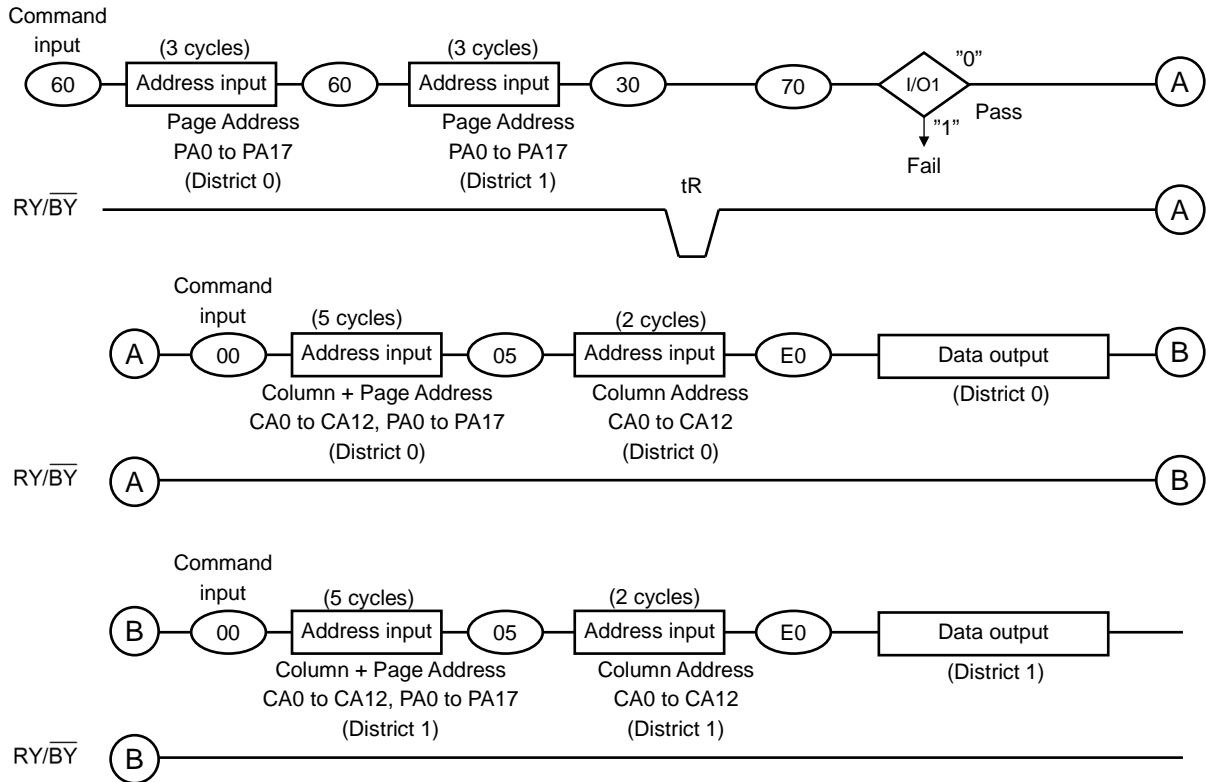 Command
input
(3 cycles) (3 cycles) "0"
60 Address input 60 Address input 30 70 I/O1 A
Page Address Page Address "1" Pass
PA0 to PA17 PA0 to PA17 Fail
(District 0) (District 1)
tR
RY/BY A
Command
input
(5 cycles) (2 cycles)
A 00 Address input 05 Address input E0 Data output B
Column + Page Address Column Address (District 0)
CA0 to CA12, PA0 to PA17 CA0 to CA12
(District 0) (District 0)
RY/BY A B
Command
input
(5 cycles) (2 cycles)
B 00 Address input 05 Address input E0 Data output
Column + Page Address Column Address (District 1)
CA0 to CA12, PA0 to PA17 CA0 to CA12
(District 1) (District 1)
RY/BY B